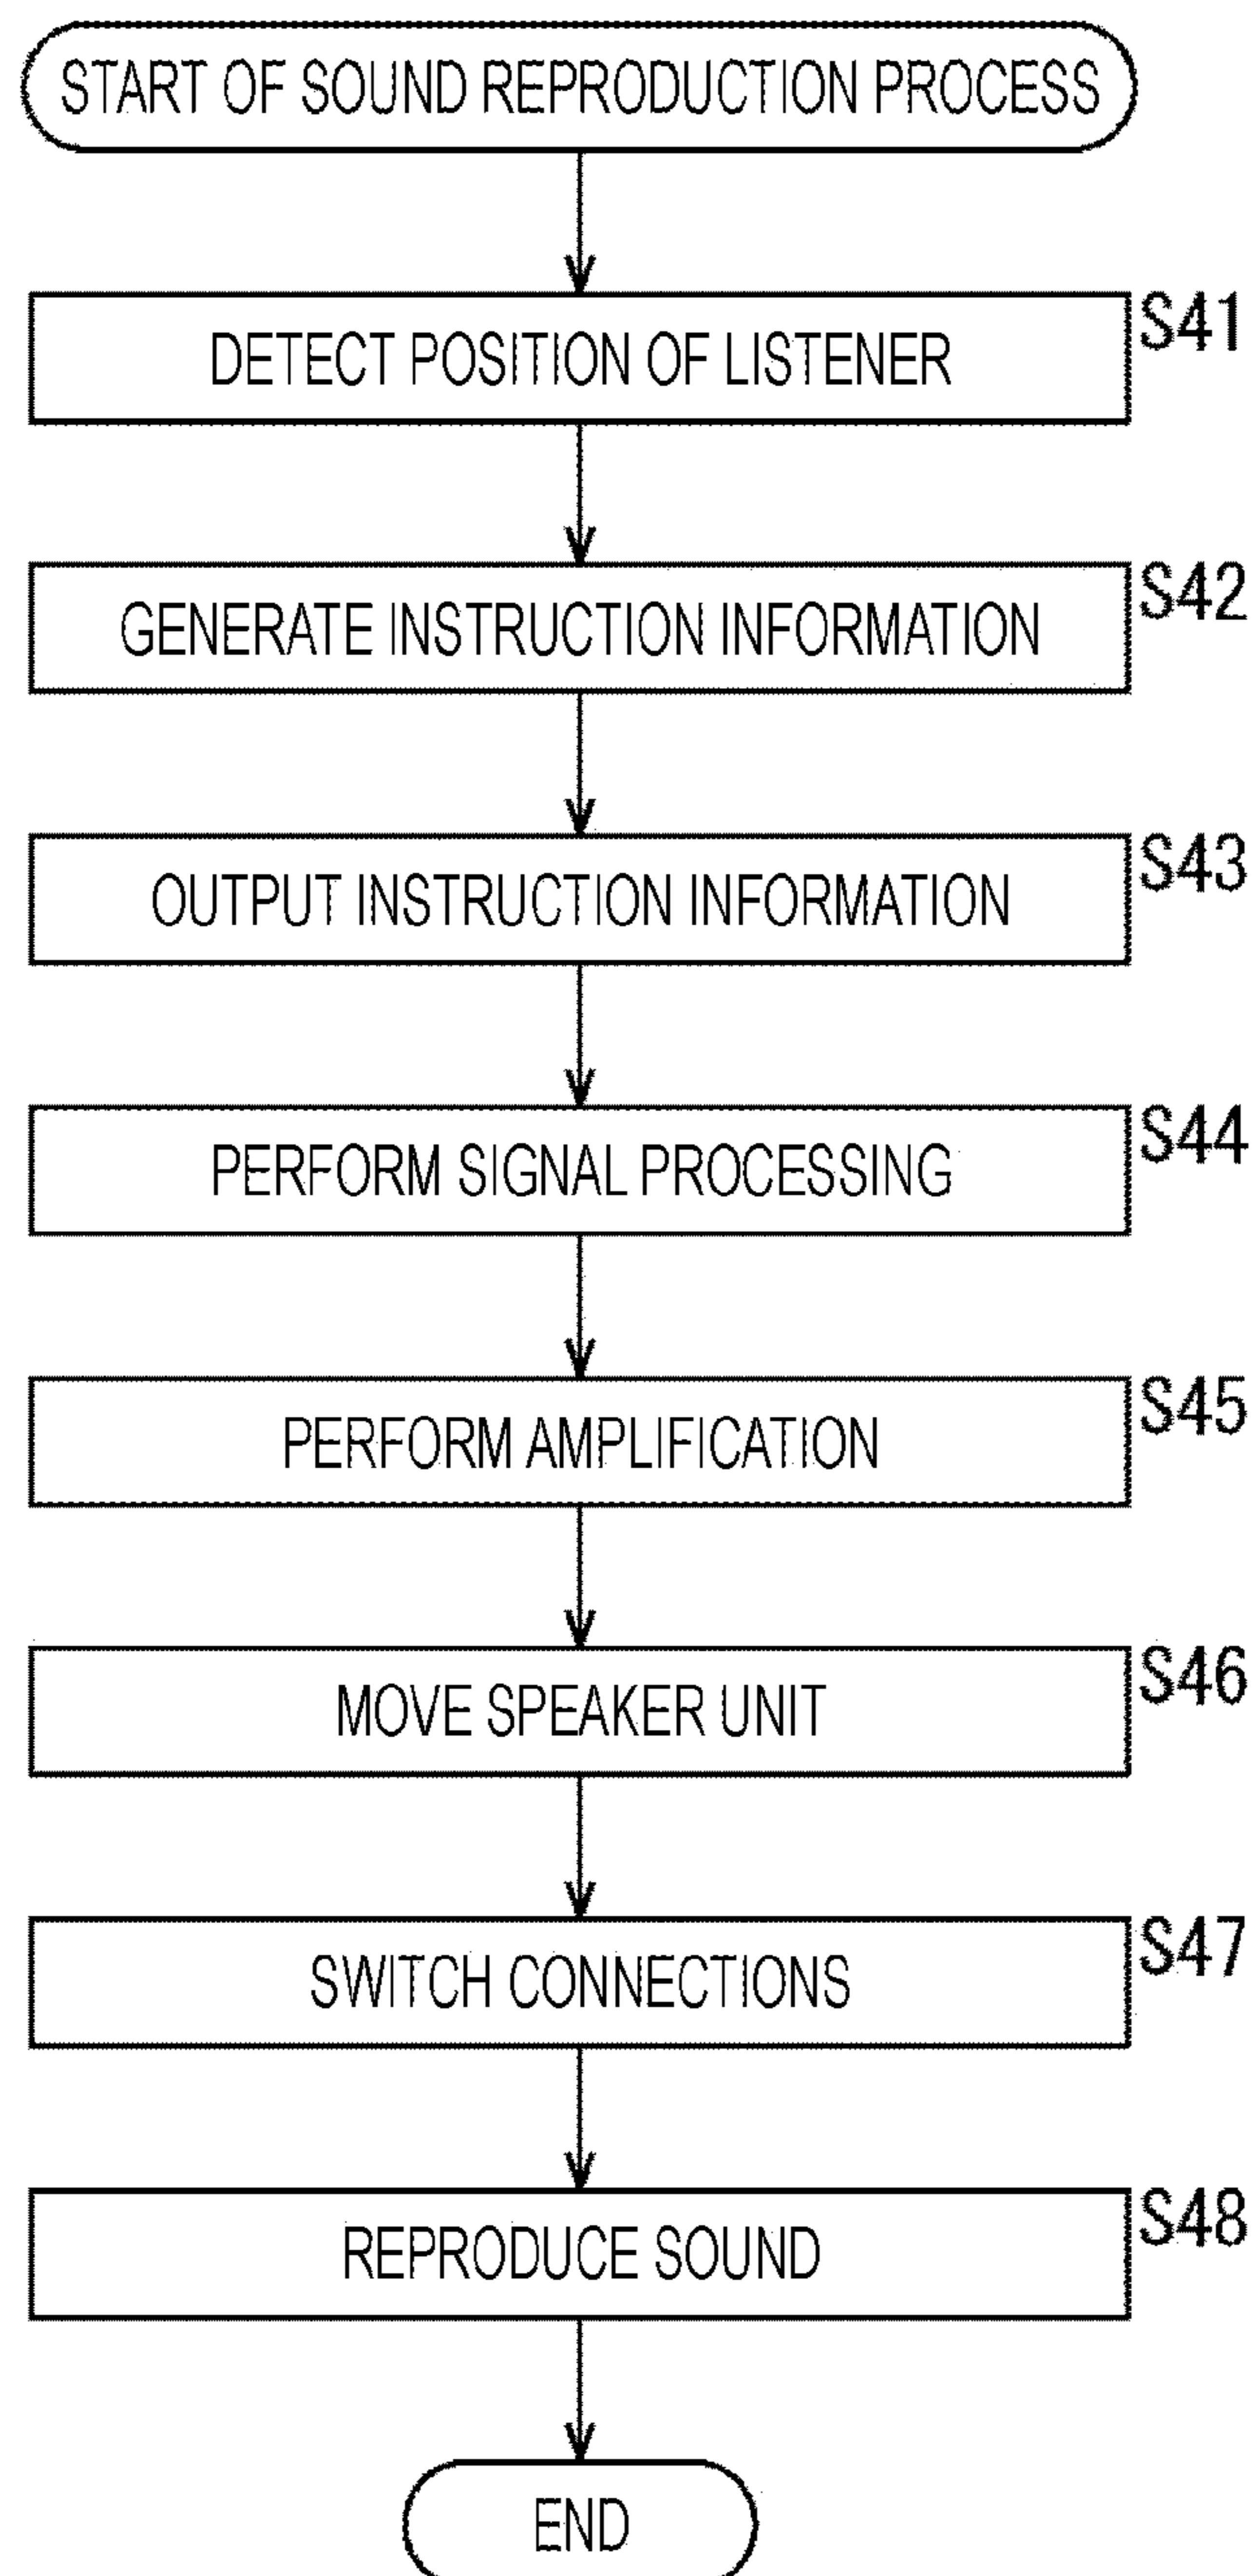 START OF SOUND REPRODUCTION PROCESS
DETECT POSITION OF LISTENER S41
GENERATE INSTRUCTION INFORMATION S42
OUTPUT INSTRUCTION INFORMATION S43
PERFORM SIGNAL PROCESSING S44
PERFORM AMPLIFICATION S45
MOVE SPEAKER UNIT S46
SWITCH CONNECTIONS S47
REPRODUCE SOUND S48
END